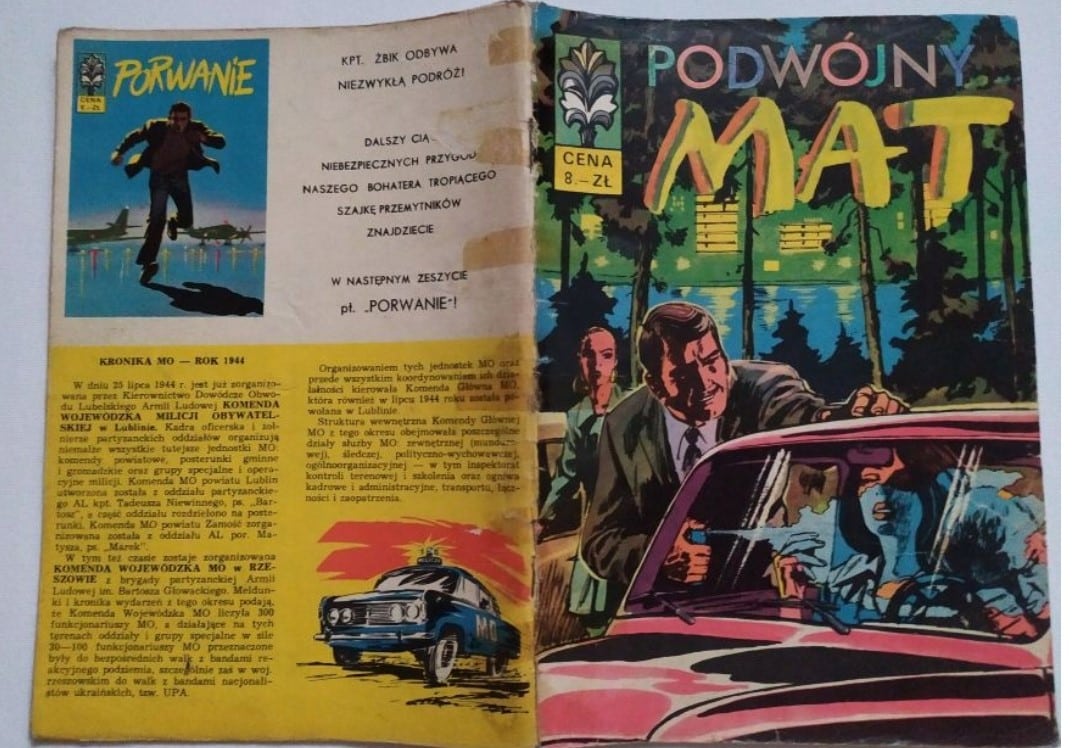 PORWANIE
CENA
8.-ZŁ
KPT. ŻBIK ODBYWA
NIEZWYKŁĄ PODRÓŻ!
DALSZY CIĄ
NIEBEZPIECZNYCH PRZYGÓD
NASZEGO BOHATERA TROPIĄCEGO
SZAJKĘ PRZEMYTNIKÓW
ZNAJDZIECIE
W NASTĘPNYM ZESZYCIE
pt. „PORWANIE"!
KRONIKA MO — ROK 1944
W dniu 25 lipca 1944 r. jest już zorganizo-
wana przez Kierownictwo Dowódcze Obwo-
du Lubelskiego Armii Ludowej KOMENDA
WOJEWÓDZKA MILICJI OBYWATEL-
SKIEJ w Lublinie. Kadra oficerska i żoł-
nierze partyzanckich oddziałów organizują
niemalże wszystkie tutejsze jednostki MO:
komendy powiatowe, posterunki gminne
i gromadzkie oraz grupy specjalne i opera-
cyjne milicji. Komenda MO powiatu Lublin
utworzona została z oddziału partyzanckie-
go AL kpt. Tadeusza Niewinnego, ps. „Bar-
tosz", a część oddziału rozdzielono na poste-
runki. Komenda MO powiatu Zamość zorga-
nizowana została z oddziału AL por. Ma-
tysza, ps. „Marek".
W tym też czasie zostaje zorganizowana
KOMENDA WOJEWÓDZKA MO w RZE-
SZOWIE z brygady partyzanckiej Armii
Ludowej im. Bartosza Głowackiego. Meldun-
ki i kronika wydarzeń z tego okresu podają,
że Komenda Wojewódzka MO liczyła 300
funkcjonariuszy MO, a działające na tych
terenach oddziały i grupy specjalne w sile
30—100 funkcjonariuszy MO przeznaczone
były do bezpośrednich walk z bandami re-
akcyjnego podziemia, szczególnie zaś w woj.
rzeszowskim do walk z bandami nacjonali-
stów ukraińskich, tzw. UPA.
Organizowaniem tych jednostek MO oraz
przede wszystkim koordynowaniem ich dzia-
łalności kierowała Komenda Główna MO,
która również w lipcu 1944 roku została po-
wołana w Lublinie.
Struktura wewnętrzna Komendy Głównej
MO z tego okresu obejmowała poszczególne
działy służby MO: zewnętrznej (munduro-
wej), śledczej, polityczno-wychowawczej,
ogólnoorganizacyjnej — w tym inspektorat
kontroli terenowej i szkolenia oraz ogniwa
kadrowe i administracyjne, transportu, łącz-
ności i zaopatrzenia.
MO
PODWÓJNY
MAT
CENA
8.-ZŁ